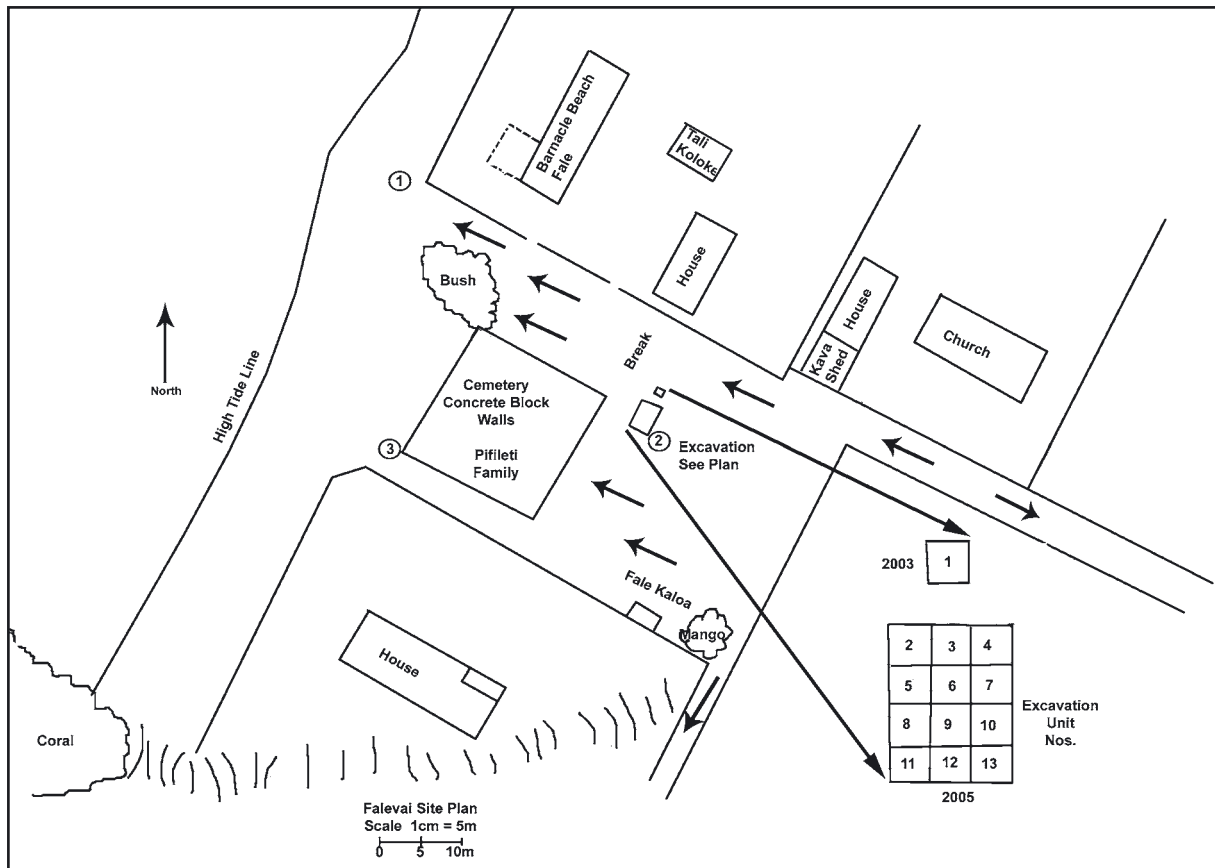 Barnacle Beach
Fale
Tali
Koloke
1
House
House
Kava
Shed
Church
Bush
Break
North
High Tide Line
Cemetery
Concrete Block
Walls
Pifileti
Family
3
2
Excavation
See Plan
2003
1
Fale Kaloa
Mango
House
Coral
2 3 4
5 6 7
8 9 10
11 12 13
Excavation
Unit
Nos.
2005
Falevai Site Plan
Scale 1cm = 5m
0 5 10m